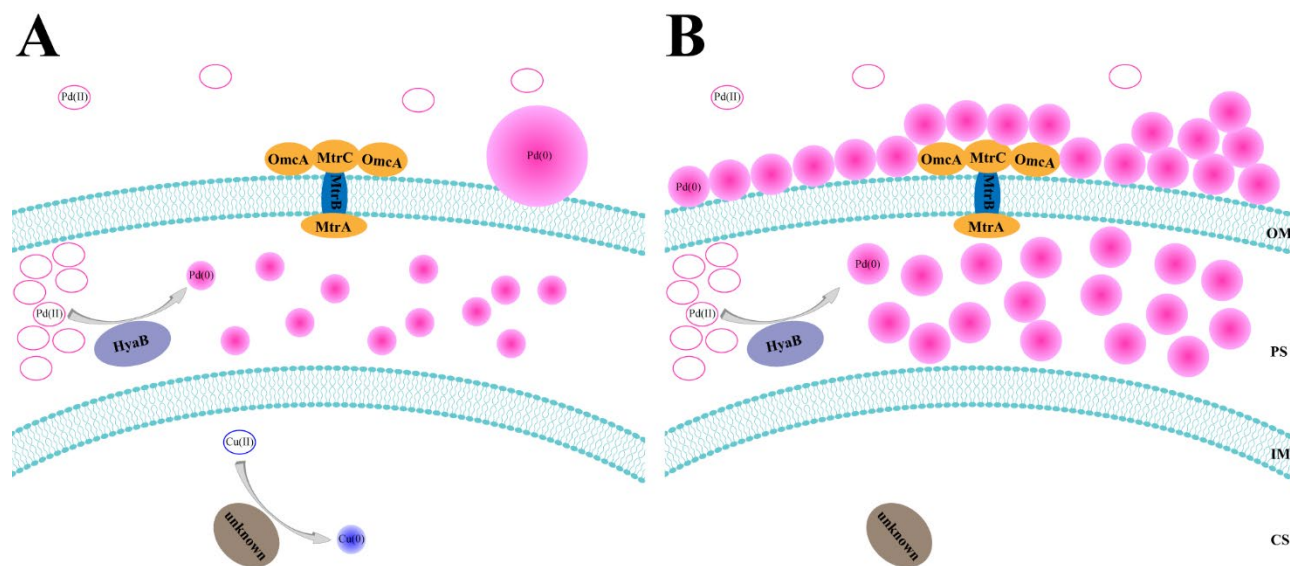 A
Pd(II)
Pd(0)
OmcA
MtrC
OmcA
MtrB
MtrA
Pd(0)
Pd(II)
HyaB
Cu(II)
unknown
Cu(0)
B
Pd(II)
OmcA
MtrC
OmcA
Pd(0)
MtrB
MtrA
OM
Pd(0)
Pd(II)
HyaB
PS
IM
unknown
CS